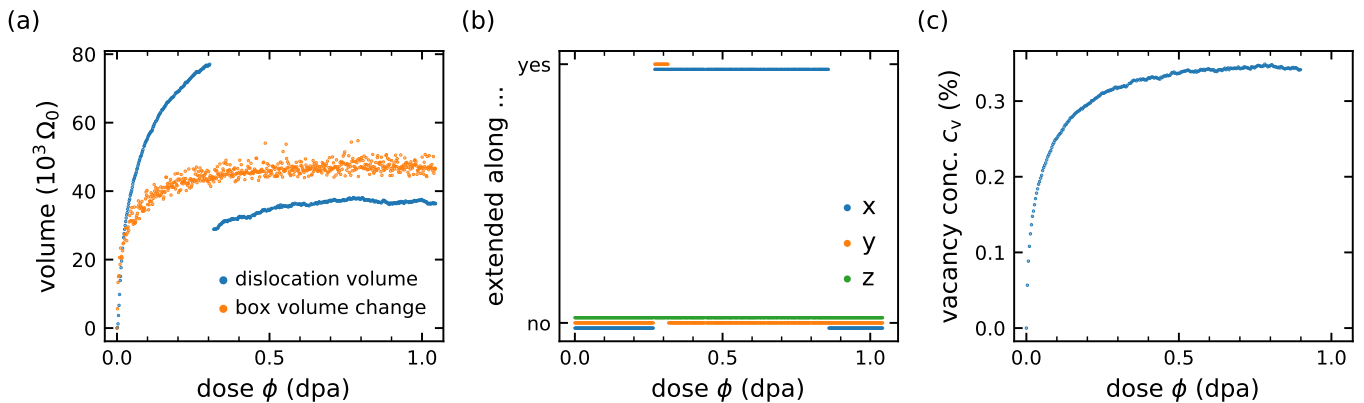 (a)
volume (10³ Ω₀)
80
60
40
20
0
dislocation volume
box volume change
0.0 0.5 1.0
dose ϕ (dpa)
(b)
extended along ...
yes
no
x
y
z
0.0 0.5 1.0
dose ϕ (dpa)
(c)
vacancy conc. cᵥ (%)
0.3
0.2
0.1
0.0
0.0 0.5 1.0
dose ϕ (dpa)